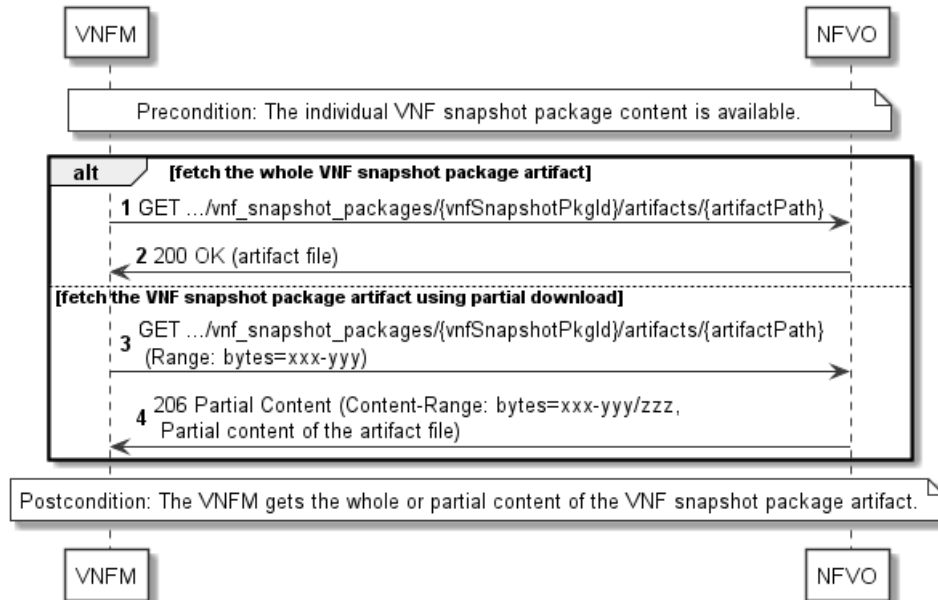 VNFM NFVO
Precondition: The individual VNF snapshot package content is available.
alt [fetch the whole VNF snapshot package artifact]
1 GET .../vnf_snapshot_packages/{vnfSnapshotPkgId}/artifacts/{artifactPath}
2 200 OK (artifact file)
[fetch the VNF snapshot package artifact using partial download]
3 GET .../vnf_snapshot_packages/{vnfSnapshotPkgId}/artifacts/{artifactPath}
(Range: bytes=xxx-yyy)
4 206 Partial Content (Content-Range: bytes=xxx-yyy/zzz,
Partial content of the artifact file)
Postcondition: The VNFM gets the whole or partial content of the VNF snapshot package artifact.
VNFM NFVO